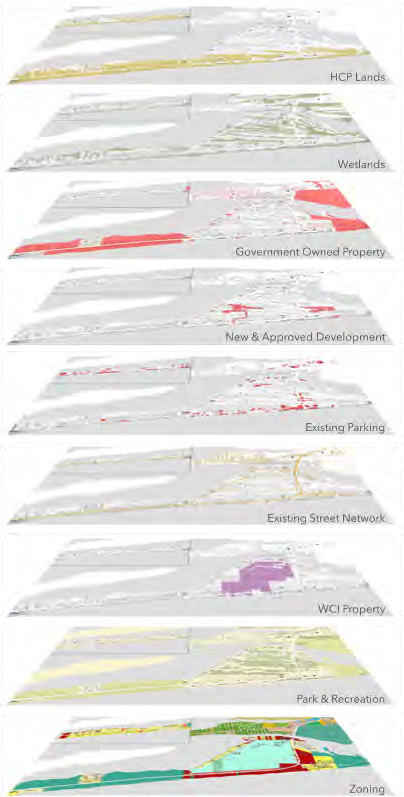 HCP Lands
Wetlands
Government Owned Property
New & Approved Development
Existing Parking
Existing Street Network
WCI Property
Park & Recreation
Zoning